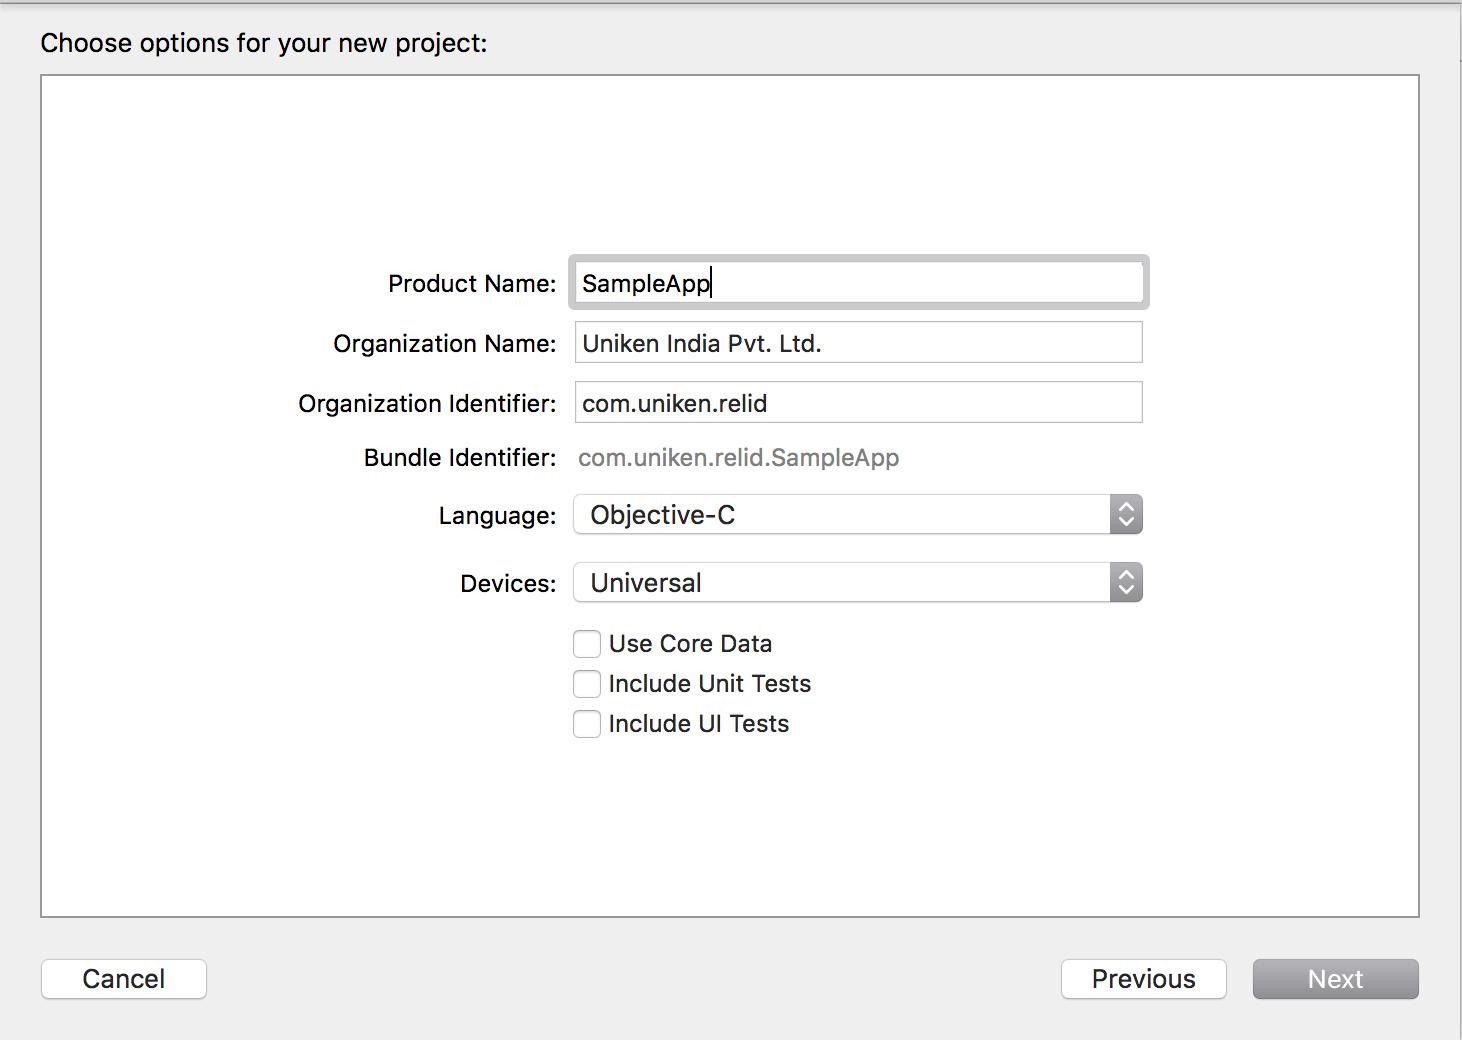 Choose options for your new project:
Product Name: SampleApp
Organization Name: Uniken India Pvt. Ltd.
Organization Identifier: com.uniken.relid
Bundle Identifier: com.uniken.relid.SampleApp
Language: Objective-C
Devices: Universal
Use Core Data
Include Unit Tests
Include UI Tests
Cancel Previous Next